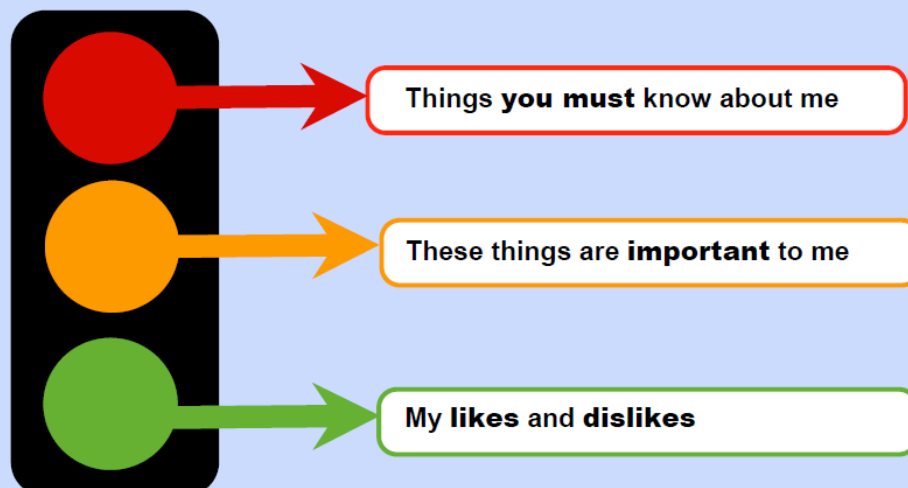 Things you must know about me
These things are important to me
My likes and dislikes